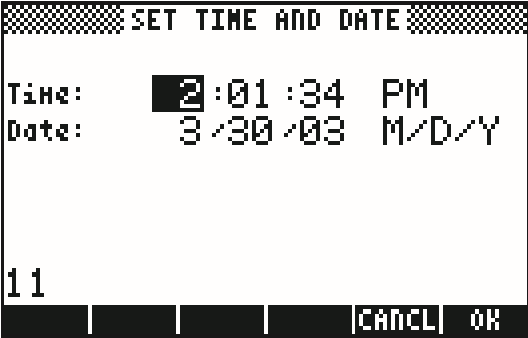 SET TIME AND DATE
Time: 2:01:34 PM
Date: 3/30/03 M/D/Y
11
CANCL OK